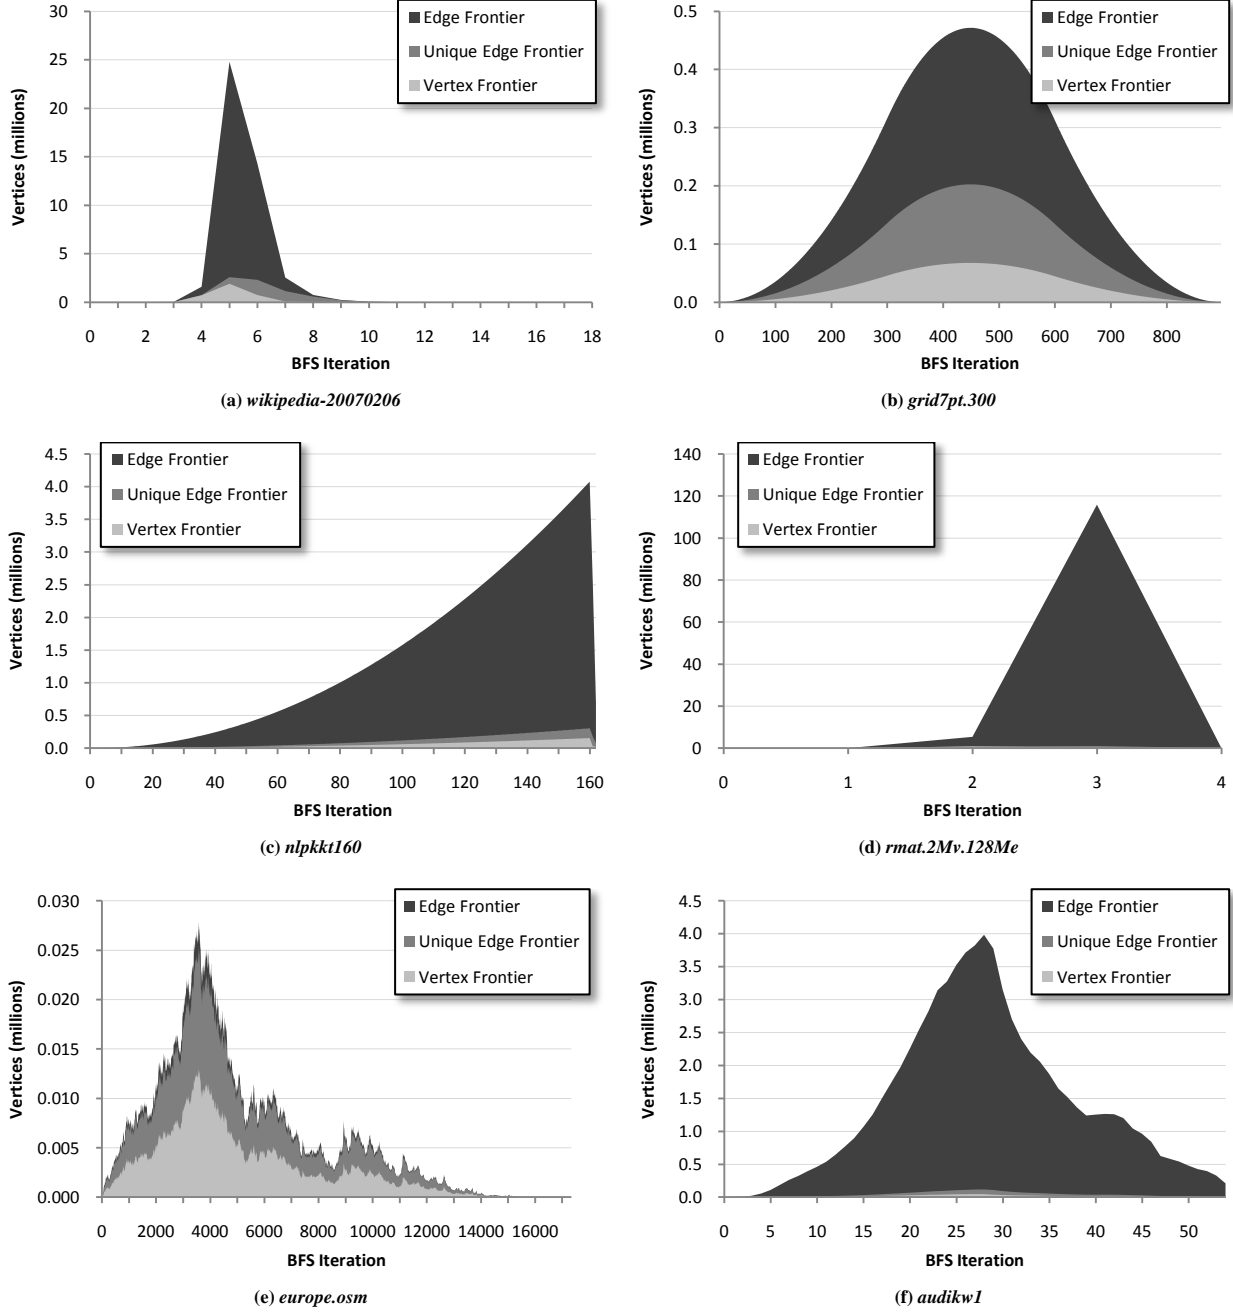 30
25
20
15
10
5
0
Vertices (millions)
Edge Frontier
Unique Edge Frontier
Vertex Frontier
0 2 4 6 8 10 12 14 16 18
BFS Iteration
(a) wikipedia-20070206
0.5
0.4
0.3
0.2
0.1
0.0
Vertices (millions)
Edge Frontier
Unique Edge Frontier
Vertex Frontier
0 100 200 300 400 500 600 700 800
BFS Iteration
(b) grid7pt.300
4.5
4.0
3.5
3.0
2.5
2.0
1.5
1.0
0.5
0.0
Vertices (millions)
Edge Frontier
Unique Edge Frontier
Vertex Frontier
0 20 40 60 80 100 120 140 160
BFS Iteration
(c) nlpkkt160
140
120
100
80
60
40
20
0
Vertices (millions)
Edge Frontier
Unique Edge Frontier
Vertex Frontier
0 1 2 3 4
BFS Iteration
(d) rmat.2Mv.128Me
0.030
0.025
0.020
0.015
0.010
0.005
0.000
Vertices (millions)
Edge Frontier
Unique Edge Frontier
Vertex Frontier
0 2000 4000 6000 8000 10000 12000 14000 16000
BFS Iteration
(e) europe.osm
4.5
4.0
3.5
3.0
2.5
2.0
1.5
1.0
0.5
0.0
Vertices (millions)
Edge Frontier
Unique Edge Frontier
Vertex Frontier
0 5 10 15 20 25 30 35 40 45 50
BFS Iteration
(f) audikw1